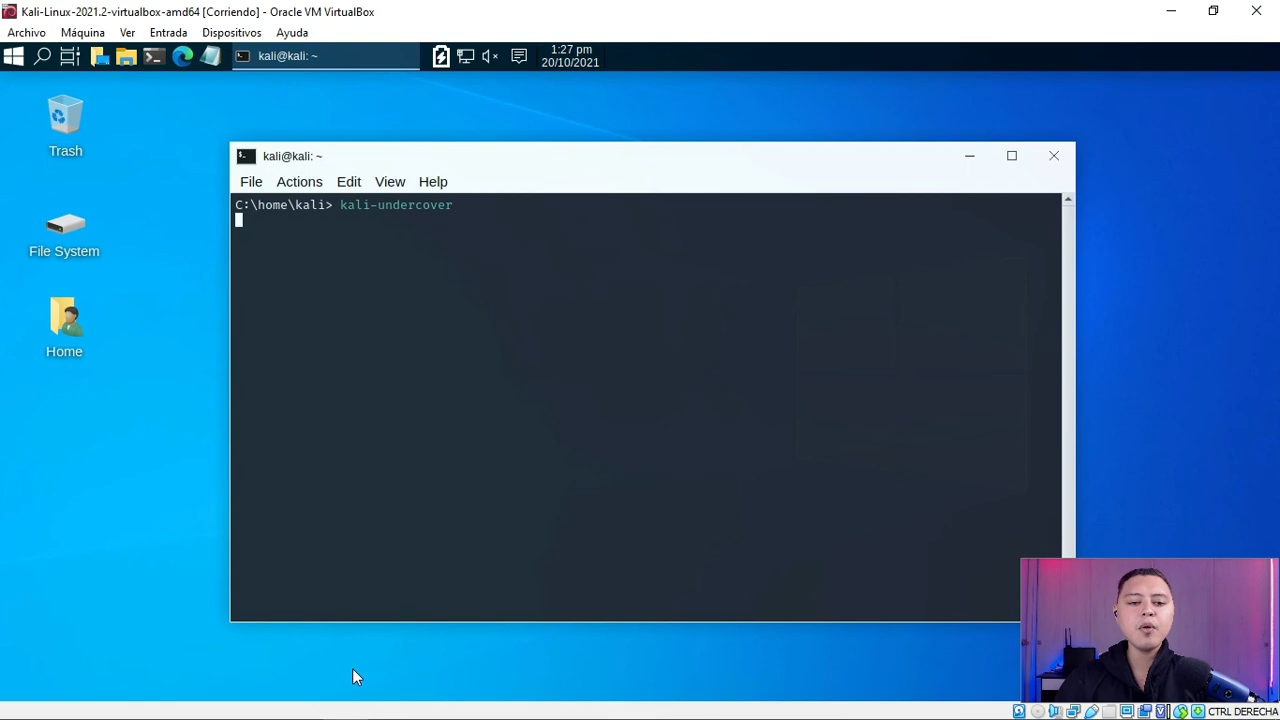 Kali-Linux-2021.2-virtualbox-amd64 [Corriendo] - Oracle VM VirtualBox
Archivo Máquina Ver Entrada Dispositivos Ayuda
kali@kali: ~
1:27 pm
20/10/2021
Trash
File System
Home
kali@kali: ~
File Actions Edit View Help
C:\home\kali> kali-undercover
CTRL DERECHA